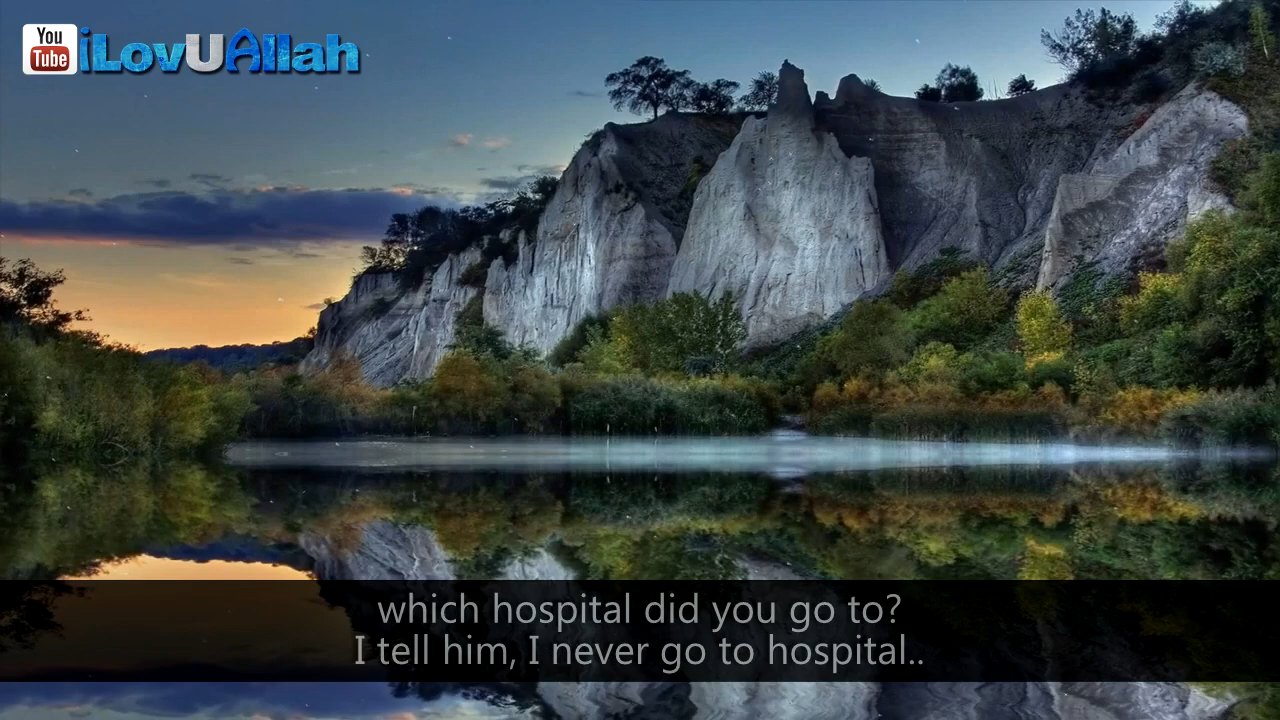 You
Tube
iLovUAllah
which hospital did you go to?
I tell him, I never go to hospital..